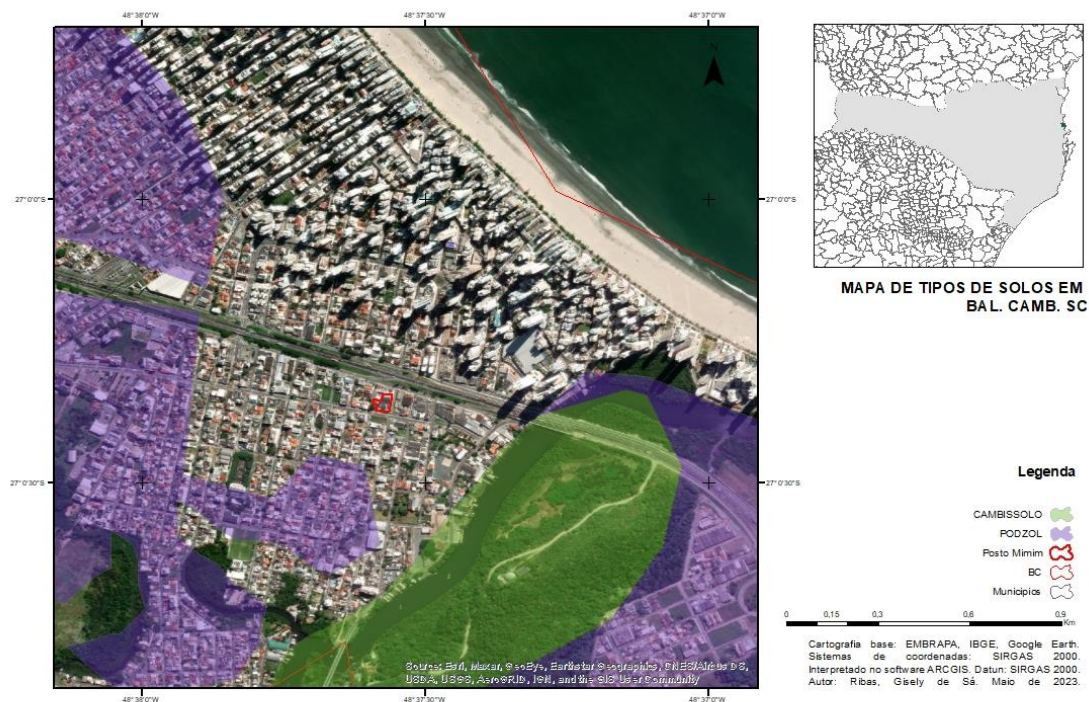 48° 38'0"W
48° 37'30"W
48° 37'0"W
N
27° 0'0"S
27° 0'0"S
27° 0'30"S
27° 0'30"S
Source: Esri, Maxar, GeoEye, Earthstar Geographics, CNES/Airbus DS,
USDA, USGS, AeroGRID, IGN, and the GIS User Community
48° 38'0"W
48° 37'30"W
48° 37'0"W
MAPA DE TIPOS DE SOLOS EM
BAL. CAMB. SC
Legenda
CAMBISSOLO
PODZOL
Posto Mimim
BC
Municipios
0 0,15 0,3 0,6 0,9
Km
Cartografia base: EMBRAPA, IBGE, Google Earth.
Sistemas de coordenadas: SIRGAS 2000.
Interpretado no software ARCGIS. Datun: SIRGAS 2000.
Autor: Ribas, Gisely de Sá. Maio de 2023.